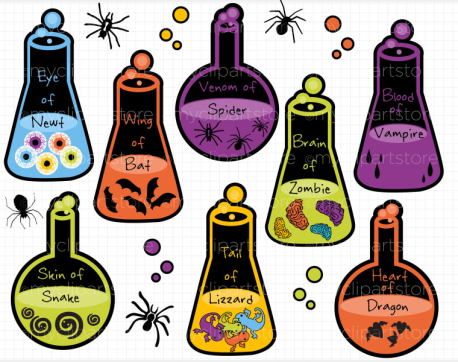 Eye
of
Newt
Wing
of
Bat
Venom of
Spider
Brain
of
Zombie
Blood
of
Vampire
Skin of
Snake
Tail
of
Lizzard
Heart
of
Dragon